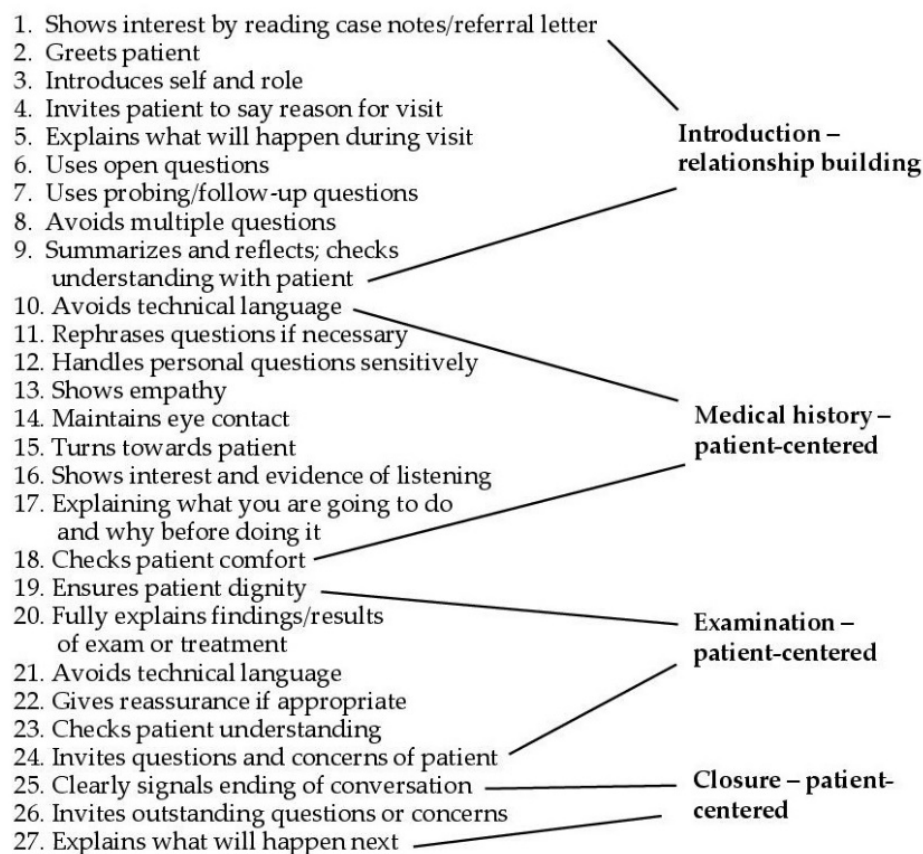 1. Shows interest by reading case notes/referral letter
2. Greets patient
3. Introduces self and role
4. Invites patient to say reason for visit
5. Explains what will happen during visit
6. Uses open questions
7. Uses probing/follow-up questions
8. Avoids multiple questions
9. Summarizes and reflects; checks
understanding with patient
10. Avoids technical language
11. Rephrases questions if necessary
12. Handles personal questions sensitively
13. Shows empathy
14. Maintains eye contact
15. Turns towards patient
16. Shows interest and evidence of listening
17. Explaining what you are going to do
and why before doing it
18. Checks patient comfort
19. Ensures patient dignity
20. Fully explains findings/results
of exam or treatment
21. Avoids technical language
22. Gives reassurance if appropriate
23. Checks patient understanding
24. Invites questions and concerns of patient
25. Clearly signals ending of conversation
26. Invites outstanding questions or concerns
27. Explains what will happen next
Introduction –
relationship building
Medical history –
patient-centered
Examination –
patient-centered
Closure – patient-
centered